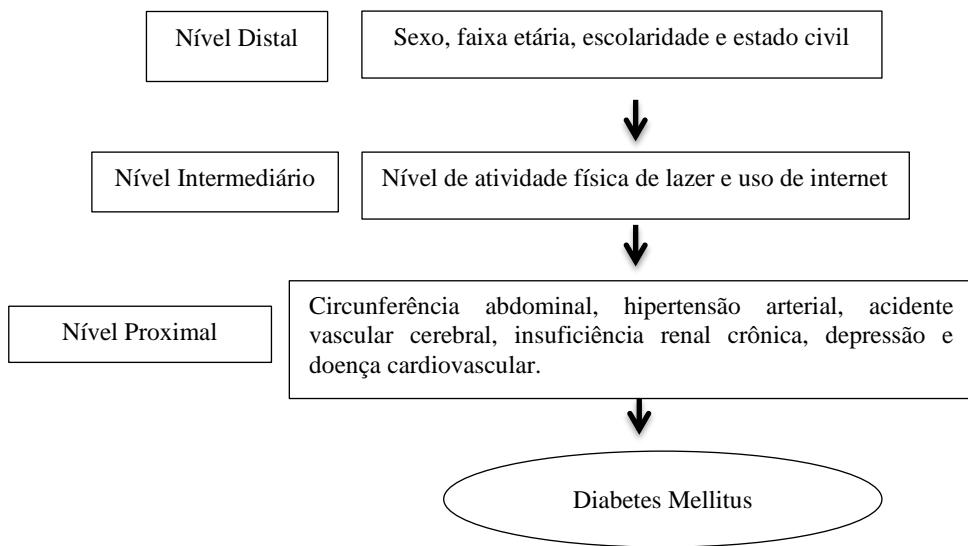 Nível Distal
Sexo, faixa etária, escolaridade e estado civil
Nível Intermediário
Nível de atividade física de lazer e uso de internet
Nível Proximal
Circunferência abdominal, hipertensão arterial, acidente
vascular cerebral, insuficiência renal crônica, depressão e
doença cardiovascular.
Diabetes Mellitus